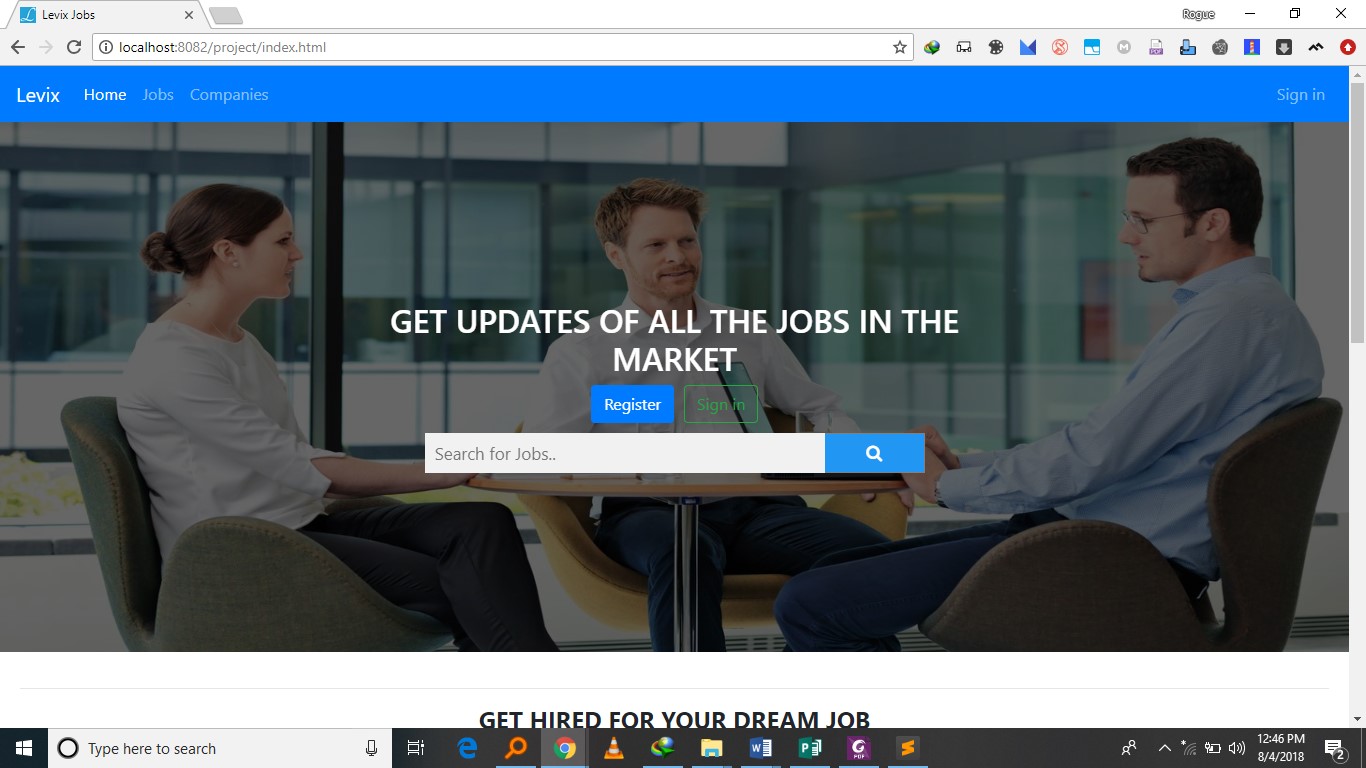 Levix Jobs
Rogue
localhost:8082/project/index.html
Levix Home Jobs Companies Sign in
GET UPDATES OF ALL THE JOBS IN THE
MARKET
Register Sign in
Search for Jobs..
GET HIRED FOR YOUR DREAM JOB
Type here to search
12:46 PM
8/4/2018
2